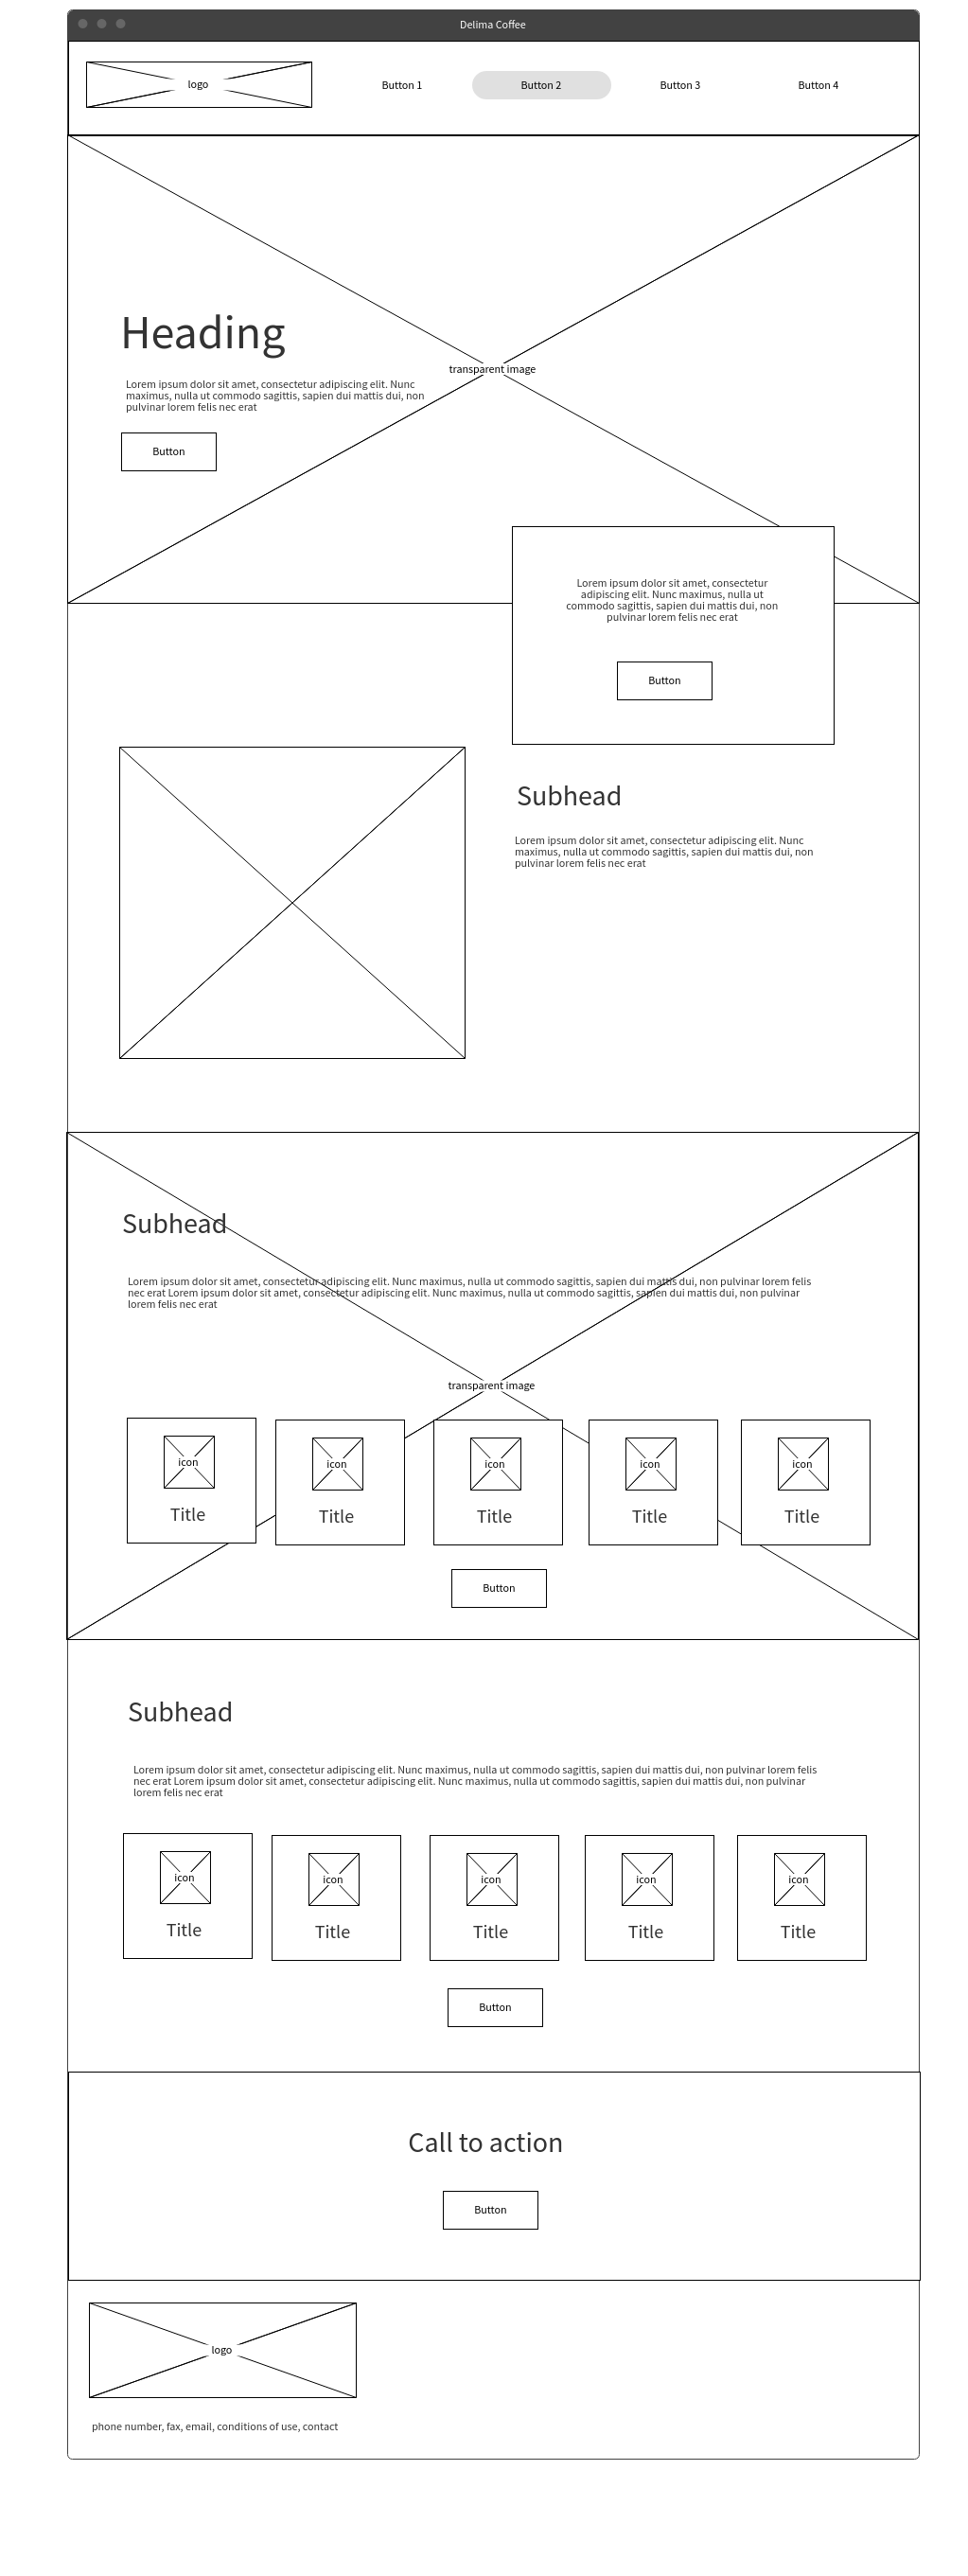 Delima Coffee
logo
Button 1
Button 2
Button 3
Button 4
Heading
transparent image
Lorem ipsum dolor sit amet, consectetur adipiscing elit. Nunc
maximus, nulla ut commodo sagittis, sapien dui mattis dui, non
pulvinar lorem felis nec erat
Button
Lorem ipsum dolor sit amet, consectetur
adipiscing elit. Nunc maximus, nulla ut
commodo sagittis, sapien dui mattis dui, non
pulvinar lorem felis nec erat
Button
Subhead
Lorem ipsum dolor sit amet, consectetur adipiscing elit. Nunc
maximus, nulla ut commodo sagittis, sapien dui mattis dui, non
pulvinar lorem felis nec erat
Subhead
Lorem ipsum dolor sit amet, consectetur adipiscing elit. Nunc maximus, nulla ut commodo sagittis, sapien dui mattis dui, non pulvinar lorem felis
nec erat Lorem ipsum dolor sit amet, consectetur adipiscing elit. Nunc maximus, nulla ut commodo sagittis, sapien dui mattis dui, non pulvinar
lorem felis nec erat
transparent image
icon
Title
icon
Title
icon
Title
icon
Title
icon
Title
Button
Subhead
Lorem ipsum dolor sit amet, consectetur adipiscing elit. Nunc maximus, nulla ut commodo sagittis, sapien dui mattis dui, non pulvinar lorem felis
nec erat Lorem ipsum dolor sit amet, consectetur adipiscing elit. Nunc maximus, nulla ut commodo sagittis, sapien dui mattis dui, non pulvinar
lorem felis nec erat
icon
Title
icon
Title
icon
Title
icon
Title
icon
Title
Button
Call to action
Button
logo
phone number, fax, email, conditions of use, contact